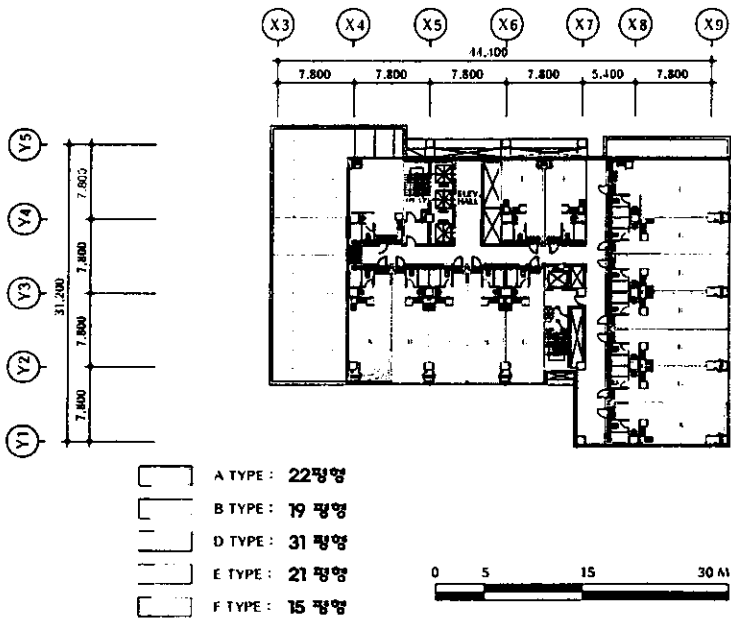 X3 X4 X5 X6 X7 X8 X9
44,400
7.800 7.800 7.800 7.800 5.400 7.800
Y5
Y4
Y3
Y2
Y1
7.800
7.800
7.800
7.800
31,200
ELEV
HALL
A TYPE : 22평형
B TYPE : 19 평형
D TYPE : 31 평형
E TYPE : 21 평형
F TYPE : 15 평형
0 5 15 30 M